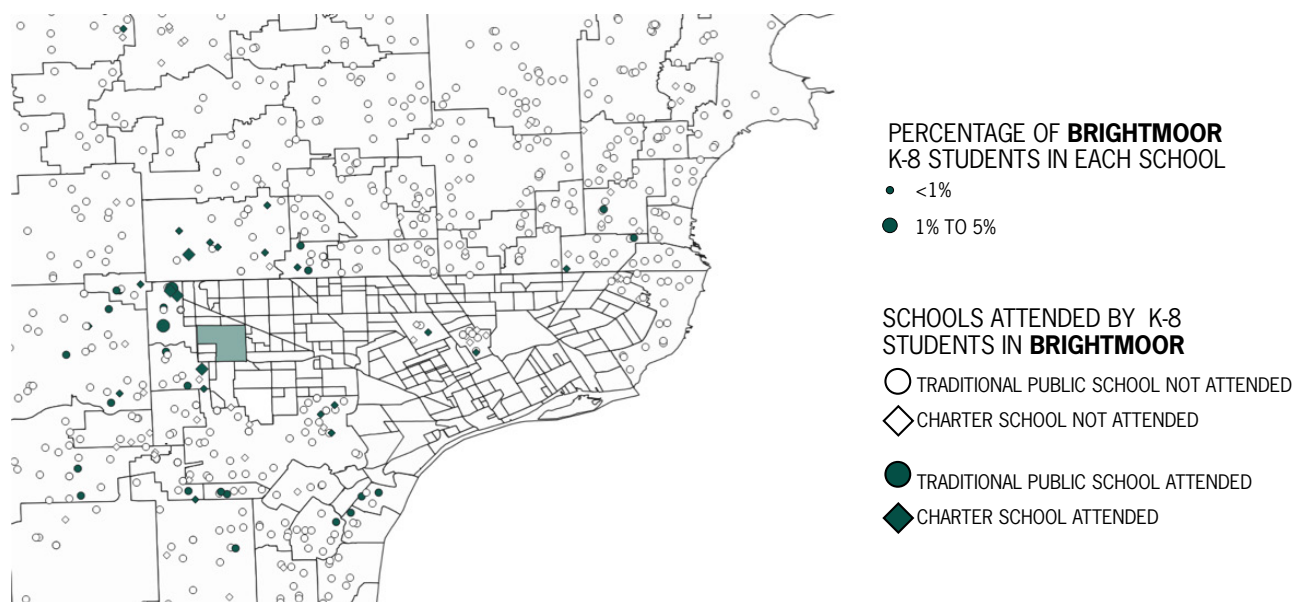 PERCENTAGE OF BRIGHTMOOR
K-8 STUDENTS IN EACH SCHOOL
<1%
1% TO 5%
SCHOOLS ATTENDED BY K-8
STUDENTS IN BRIGHTMOOR
TRADITIONAL PUBLIC SCHOOL NOT ATTENDED
CHARTER SCHOOL NOT ATTENDED
TRADITIONAL PUBLIC SCHOOL ATTENDED
CHARTER SCHOOL ATTENDED